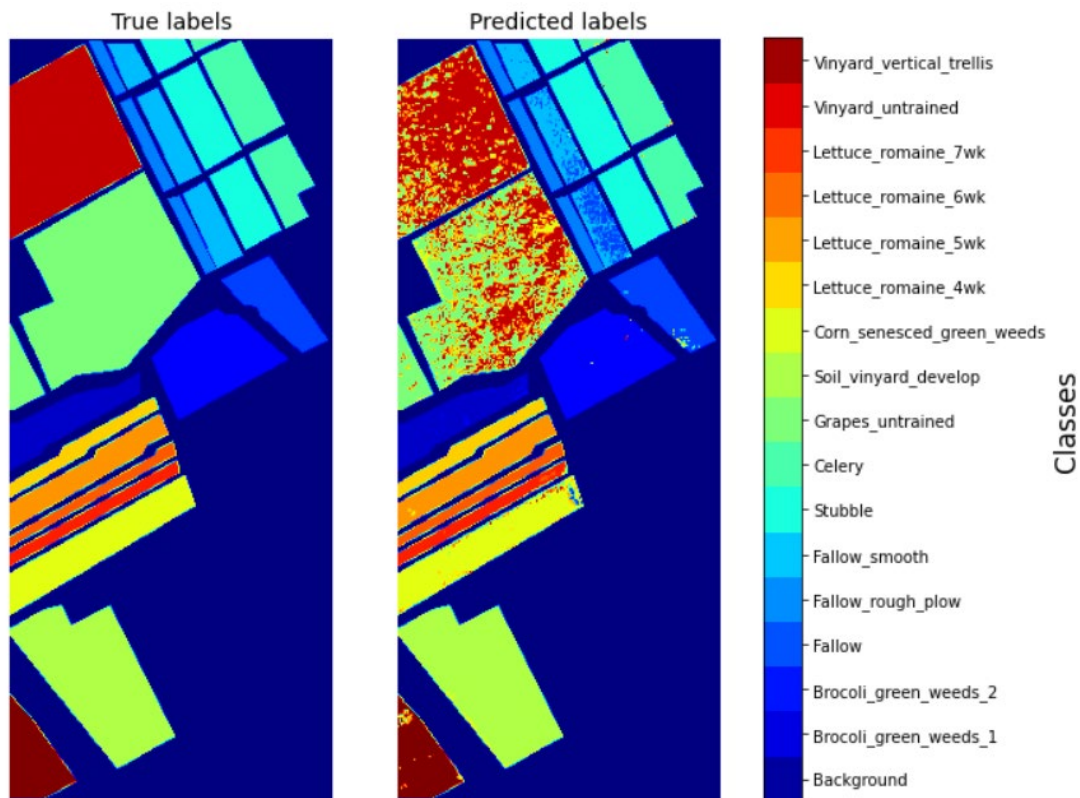 True labels
Predicted labels
Vinyard_vertical_trellis
Vinyard_untrained
Lettuce_romaine_7wk
Lettuce_romaine_6wk
Lettuce_romaine_5wk
Lettuce_romaine_4wk
Corn_senesced_green_weeds
Soil_vinyard_develop
Grapes_untrained
Celery
Stubble
Fallow_smooth
Fallow_rough_plow
Fallow
Brocoli_green_weeds_2
Brocoli_green_weeds_1
Background
Classes